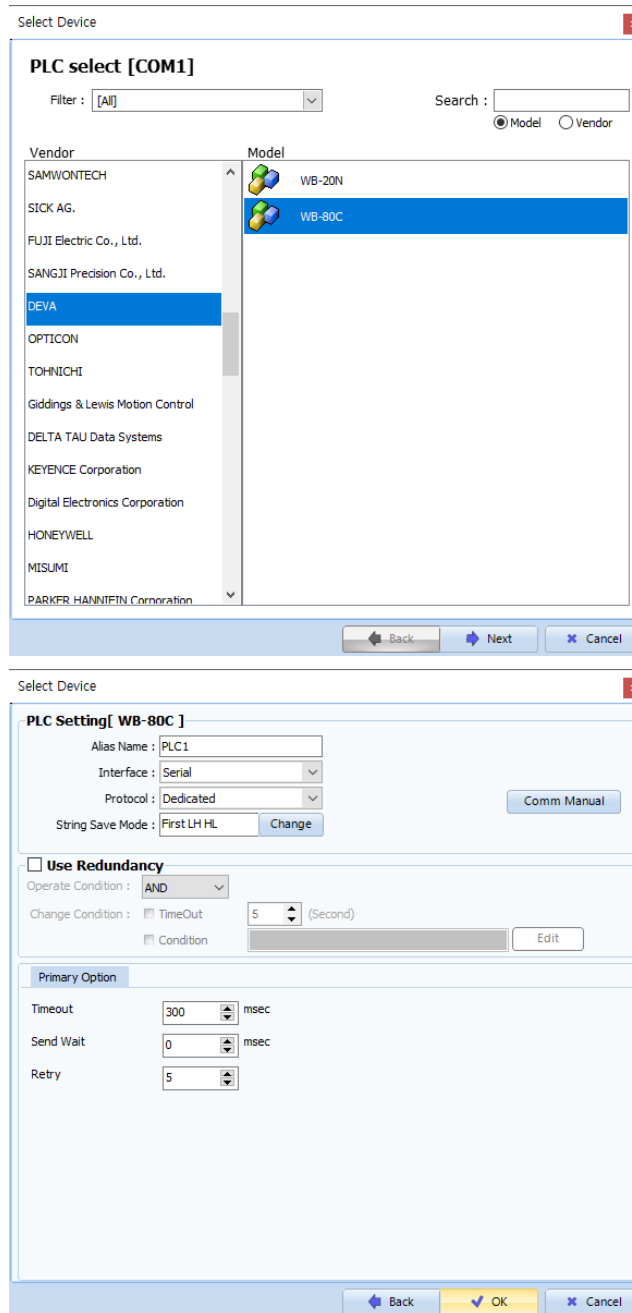 Select Device
PLC select [COM1]
Filter : [All]
Search :
Model Vendor
Vendor Model
SAMWONTECH
WB-20N
SICK AG.
WB-80C
FUJI Electric Co., Ltd.
SANGJI Precision Co., Ltd.
DEVA
OPTICON
TOHNICHI
Giddings & Lewis Motion Control
DELTA TAU Data Systems
KEYENCE Corporation
Digital Electronics Corporation
HONEYWELL
MISUMI
PARKER HANNIFIN Corporation
Back Next Cancel
Select Device
PLC Setting[ WB-80C ]
Alias Name : PLC1
Interface : Serial
Protocol : Dedicated
Comm Manual
String Save Mode : First LH HL Change
Use Redundancy
Operate Condition : AND
Change Condition : TimeOut 5 (Second)
Condition Edit
Primary Option
Timeout 300 msec
Send Wait 0 msec
Retry 5
Back OK Cancel